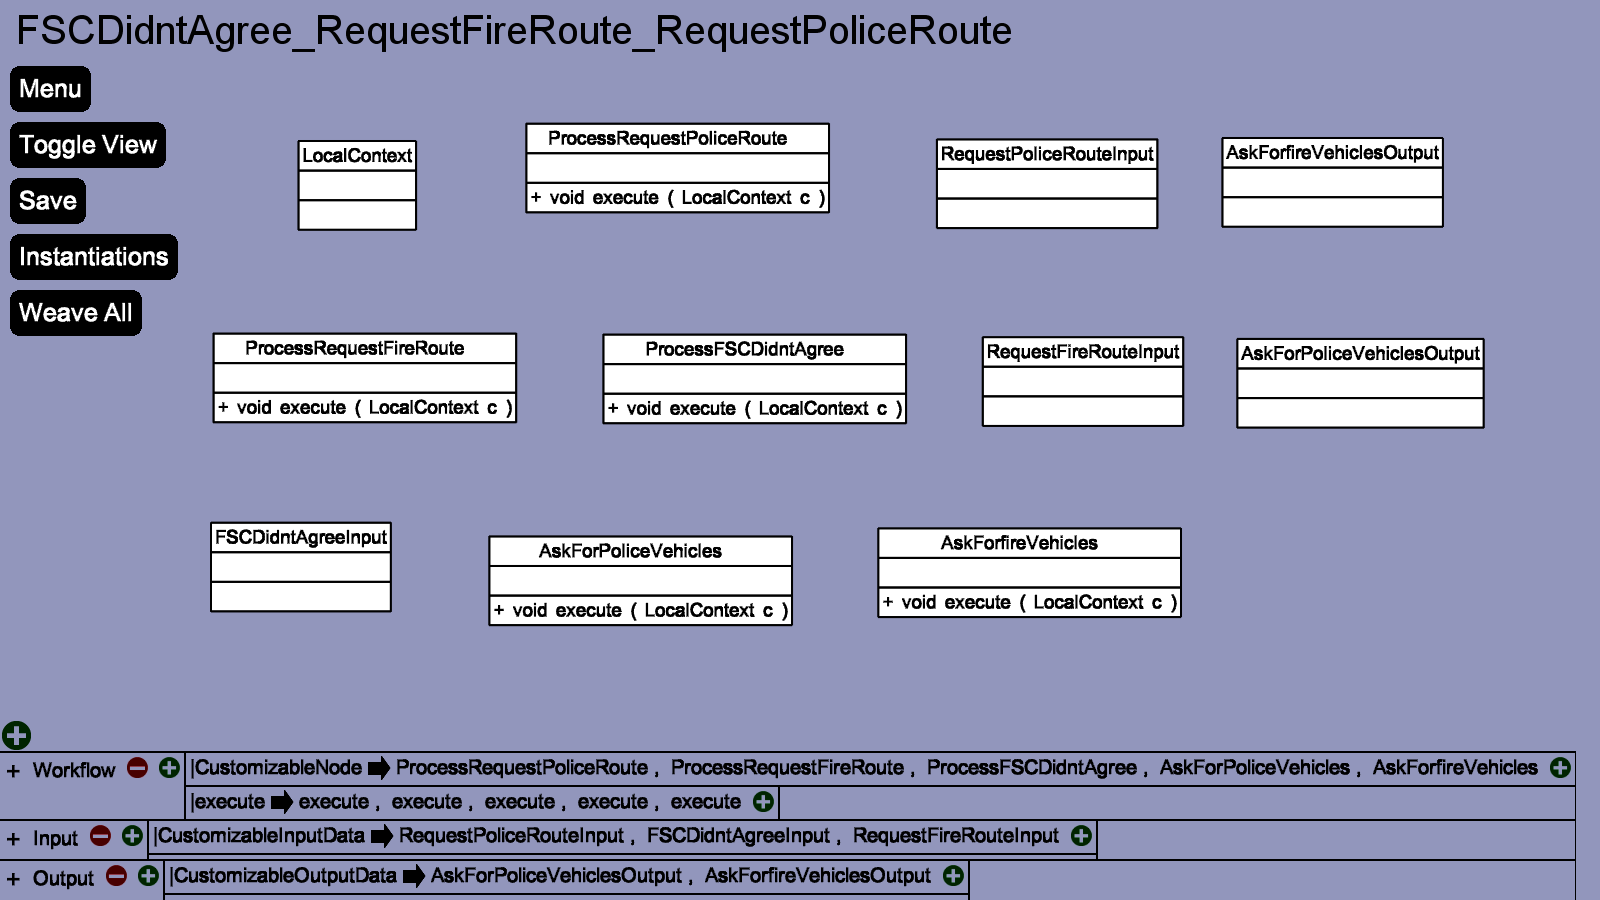 FSCDidntAgree_RequestFireRoute_RequestPoliceRoute
Menu
Toggle View
Save
Instantiations
Weave All
LocalContext
ProcessRequestPoliceRoute
+ void execute ( LocalContext c )
RequestPoliceRouteInput
AskForfireVehiclesOutput
ProcessRequestFireRoute
+ void execute ( LocalContext c )
ProcessFSCDidntAgree
+ void execute ( LocalContext c )
RequestFireRouteInput
AskForPoliceVehiclesOutput
FSCDidntAgreeInput
AskForPoliceVehicles
+ void execute ( LocalContext c )
AskForfireVehicles
+ void execute ( LocalContext c )
+ Workflow |CustomizableNode ➡ ProcessRequestPoliceRoute , ProcessRequestFireRoute , ProcessFSCDidntAgree , AskForPoliceVehicles , AskForfireVehicles
|execute ➡ execute , execute , execute , execute , execute
+ Input |CustomizableInputData ➡ RequestPoliceRouteInput , FSCDidntAgreeInput , RequestFireRouteInput
+ Output |CustomizableOutputData ➡ AskForPoliceVehiclesOutput , AskForfireVehiclesOutput